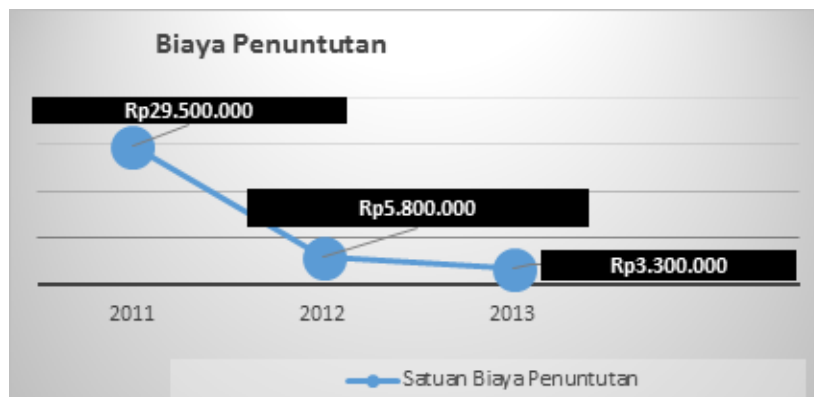 Biaya Penuntutan
Rp29.500.000
Rp5.800.000
Rp3.300.000
2011 2012 2013
Satuan Biaya Penuntutan